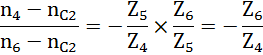 n₄ − n_C2 / n₆ − n_C2 = − Z₅ / Z₄ × Z₆ / Z₅ = − Z₆ / Z₄